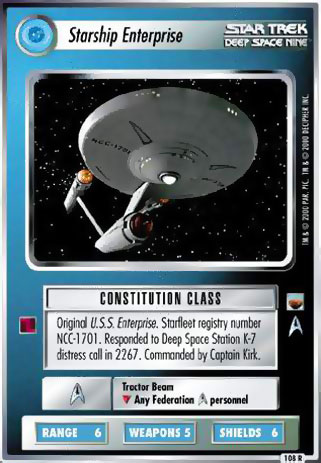 Starship Enterprise
STAR TREK
DEEP SPACE NINE
NCC-1701
TM & © 2000 PAR. PIC. TM & © 2000 DECIPHER INC.
CONSTITUTION CLASS
Original U.S.S. Enterprise. Starfleet registry number
NCC-1701. Responded to Deep Space Station K-7
distress call in 2267. Commanded by Captain Kirk.
Tractor Beam
Any Federation personnel
RANGE 6
WEAPONS 5
SHIELDS 6
108 R